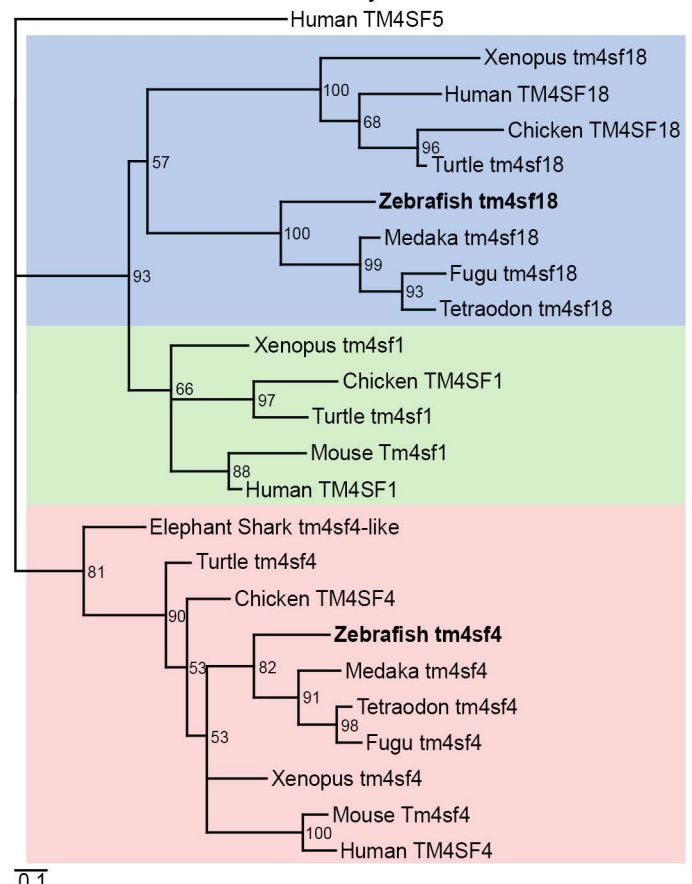 Human TM4SF5
Xenopus tm4sf18
100
Human TM4SF18
68
Chicken TM4SF18
96
Turtle tm4sf18
57
Zebrafish tm4sf18
100
Medaka tm4sf18
99
Fugu tm4sf18
93
93
Tetraodon tm4sf18
Xenopus tm4sf1
66
Chicken TM4SF1
97
Turtle tm4sf1
Mouse Tm4sf1
88
Human TM4SF1
Elephant Shark tm4sf4-like
Turtle tm4sf4
81
Chicken TM4SF4
90
Zebrafish tm4sf4
53
82
Medaka tm4sf4
91
Tetraodon tm4sf4
98
53
Fugu tm4sf4
Xenopus tm4sf4
Mouse Tm4sf4
100
Human TM4SF4
0.1